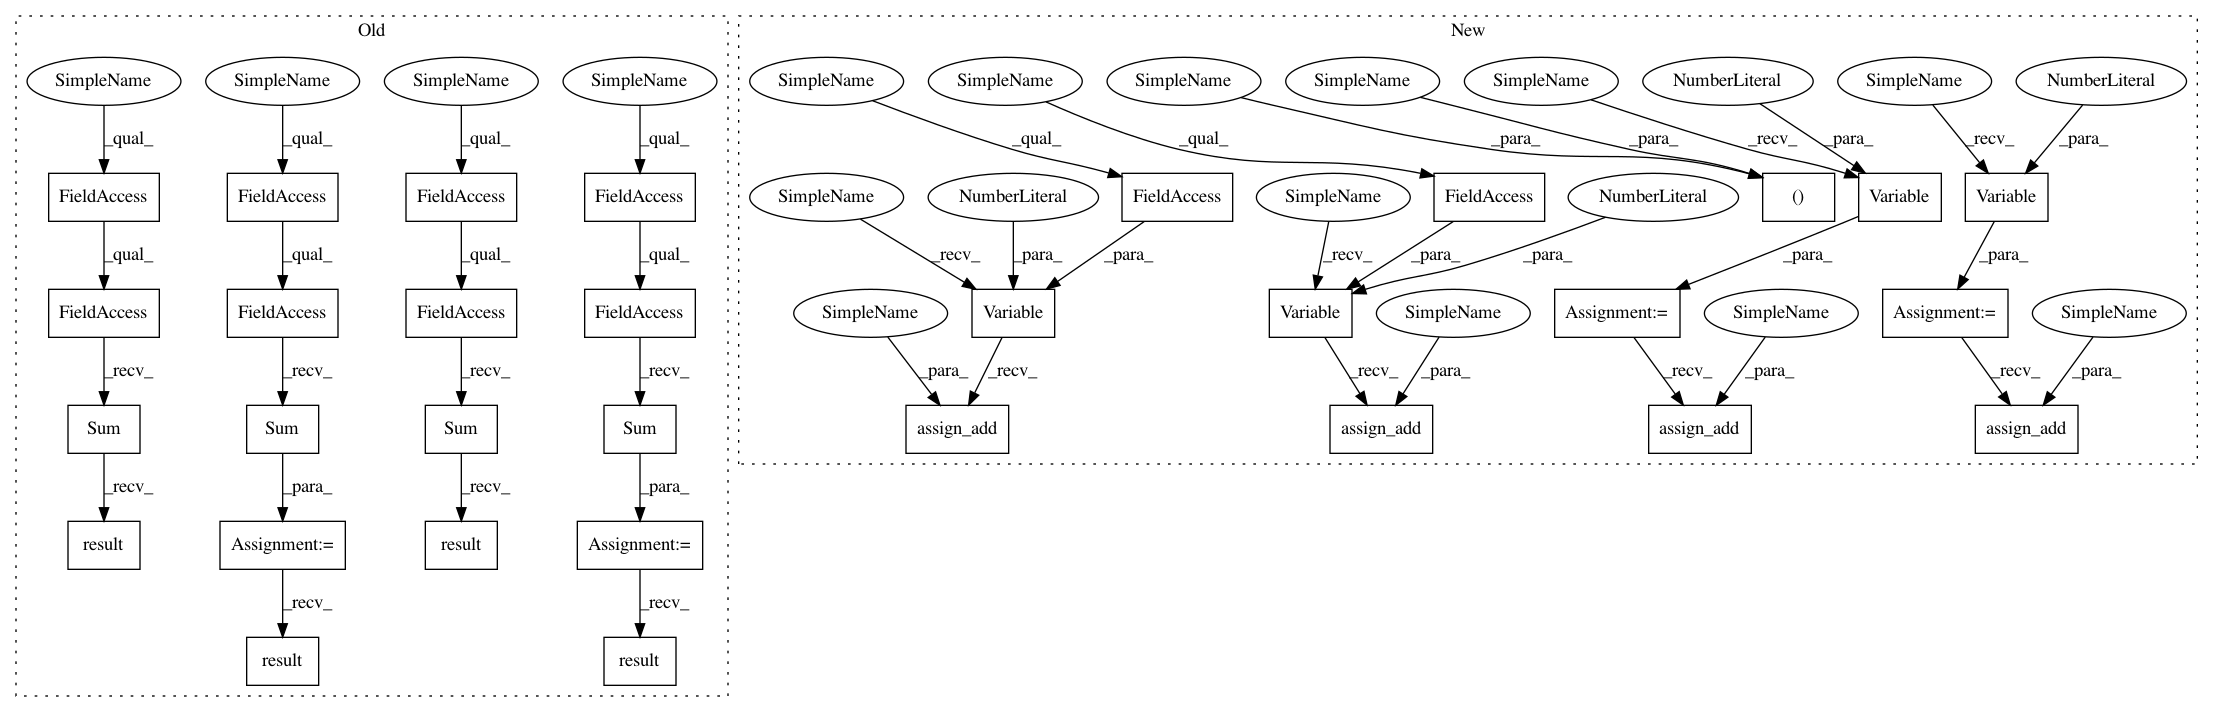 Old
New
SimpleName
SimpleName
SimpleName
SimpleName
SimpleName
SimpleName
SimpleName
SimpleName
SimpleName
NumberLiteral
SimpleName
NumberLiteral
_qual_
_qual_
_qual_
_qual_
_qual_
_qual_
_para_
_para_
_recv_
_para_
_recv_
_para_
FieldAccess
FieldAccess
FieldAccess
FieldAccess
SimpleName
NumberLiteral
FieldAccess
SimpleName
FieldAccess
NumberLiteral
()
Variable
Variable
_qual_
_qual_
_qual_
_qual_
_recv_
_para_
_para_
_recv_
_para_
_para_
_para_
_para_
FieldAccess
FieldAccess
FieldAccess
FieldAccess
SimpleName
Variable
Variable
SimpleName
Assignment:=
SimpleName
Assignment:=
SimpleName
_recv_
_recv_
_recv_
_recv_
_para_
_recv_
_recv_
_para_
_recv_
_para_
_recv_
_para_
Sum
Sum
Sum
Sum
assign_add
assign_add
assign_add
assign_add
_recv_
_para_
_recv_
_para_
result
Assignment:=
result
Assignment:=
_recv_
_recv_
result
result